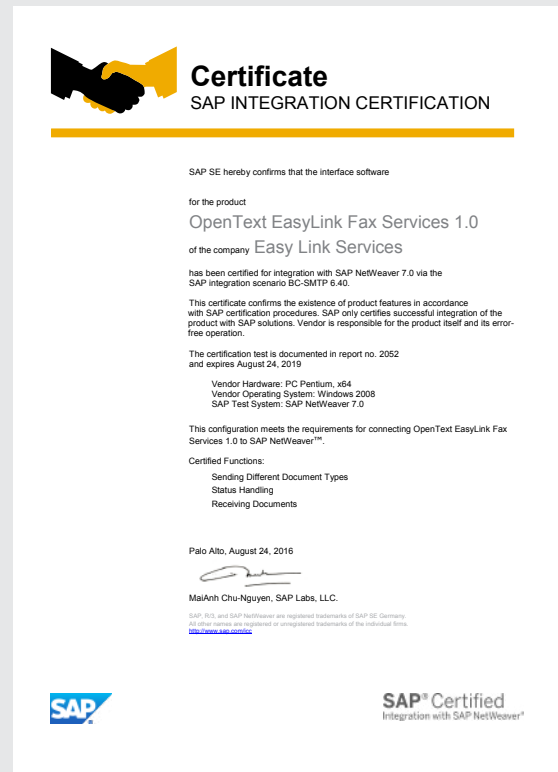 Certificate
SAP INTEGRATION CERTIFICATION
SAP SE hereby confirms that the interface software
for the product
OpenText EasyLink Fax Services 1.0
of the company Easy Link Services
has been certified for integration with SAP NetWeaver 7.0 via the
SAP integration scenario BC-SMTP 6.40.
This certificate confirms the existence of product features in accordance
with SAP certification procedures. SAP only certifies successful integration of the
product with SAP solutions. Vendor is responsible for the product itself and its error-
free operation.
The certification test is documented in report no. 2052
and expires August 24, 2019
Vendor Hardware: PC Pentium, x64
Vendor Operating System: Windows 2008
SAP Test System: SAP NetWeaver 7.0
This configuration meets the requirements for connecting OpenText EasyLink Fax
Services 1.0 to SAP NetWeaver™.
Certified Functions:
Sending Different Document Types
Status Handling
Receiving Documents
Palo Alto, August 24, 2016
MaiAnh Chu-Nguyen, SAP Labs, LLC.
SAP, R/3, and SAP NetWeaver are registered trademarks of SAP SE Germany.
All other names are registered or unregistered trademarks of the individual firms.
http://www.sap.com/icc
SAP
SAP® Certified
Integration with SAP NetWeaver®